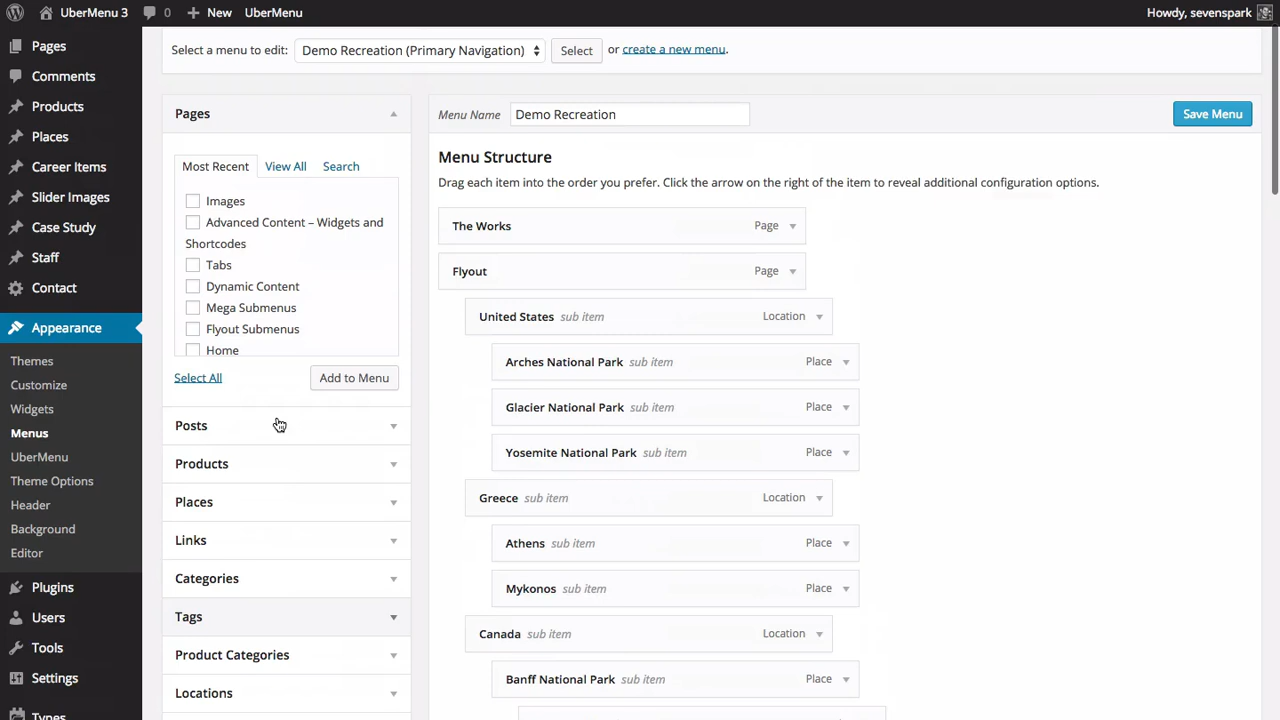 UberMenu 3 0 New UberMenu Howdy, sevenspark
Pages
Comments
Products
Places
Career Items
Slider Images
Case Study
Staff
Contact
Appearance
Themes
Customize
Widgets
Menus
UberMenu
Theme Options
Header
Background
Editor
Plugins
Users
Tools
Settings
Types
Select a menu to edit: Demo Recreation (Primary Navigation) Select or create a new menu.
Pages
Most Recent View All Search
Images
Advanced Content – Widgets and
Shortcodes
Tabs
Dynamic Content
Mega Submenus
Flyout Submenus
Home
Select All Add to Menu
Posts
Products
Places
Links
Categories
Tags
Product Categories
Locations
Menu Name Demo Recreation Save Menu
Menu Structure
Drag each item into the order you prefer. Click the arrow on the right of the item to reveal additional configuration options.
The Works Page
Flyout Page
United States sub item Location
Arches National Park sub item Place
Glacier National Park sub item Place
Yosemite National Park sub item Place
Greece sub item Location
Athens sub item Place
Mykonos sub item Place
Canada sub item Location
Banff National Park sub item Place